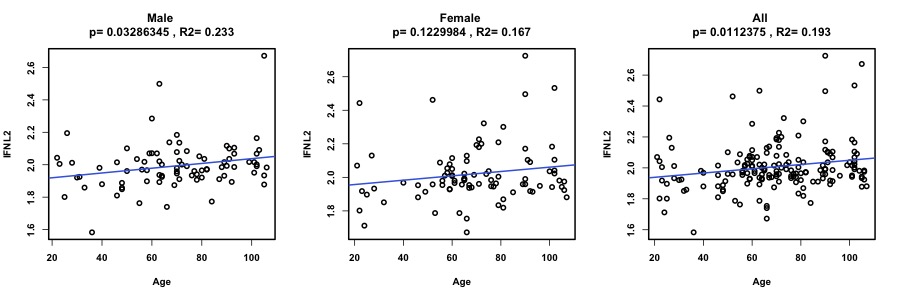 Male
p= 0.03286345 , R2= 0.233
IFNL2
2.6
2.4
2.2
2.0
1.8
1.6
20 40 60 80 100
Age
Female
p= 0.1229984 , R2= 0.167
IFNL2
2.6
2.4
2.2
2.0
1.8
20 40 60 80 100
Age
All
p= 0.0112375 , R2= 0.193
IFNL2
2.6
2.4
2.2
2.0
1.8
1.6
20 40 60 80 100
Age